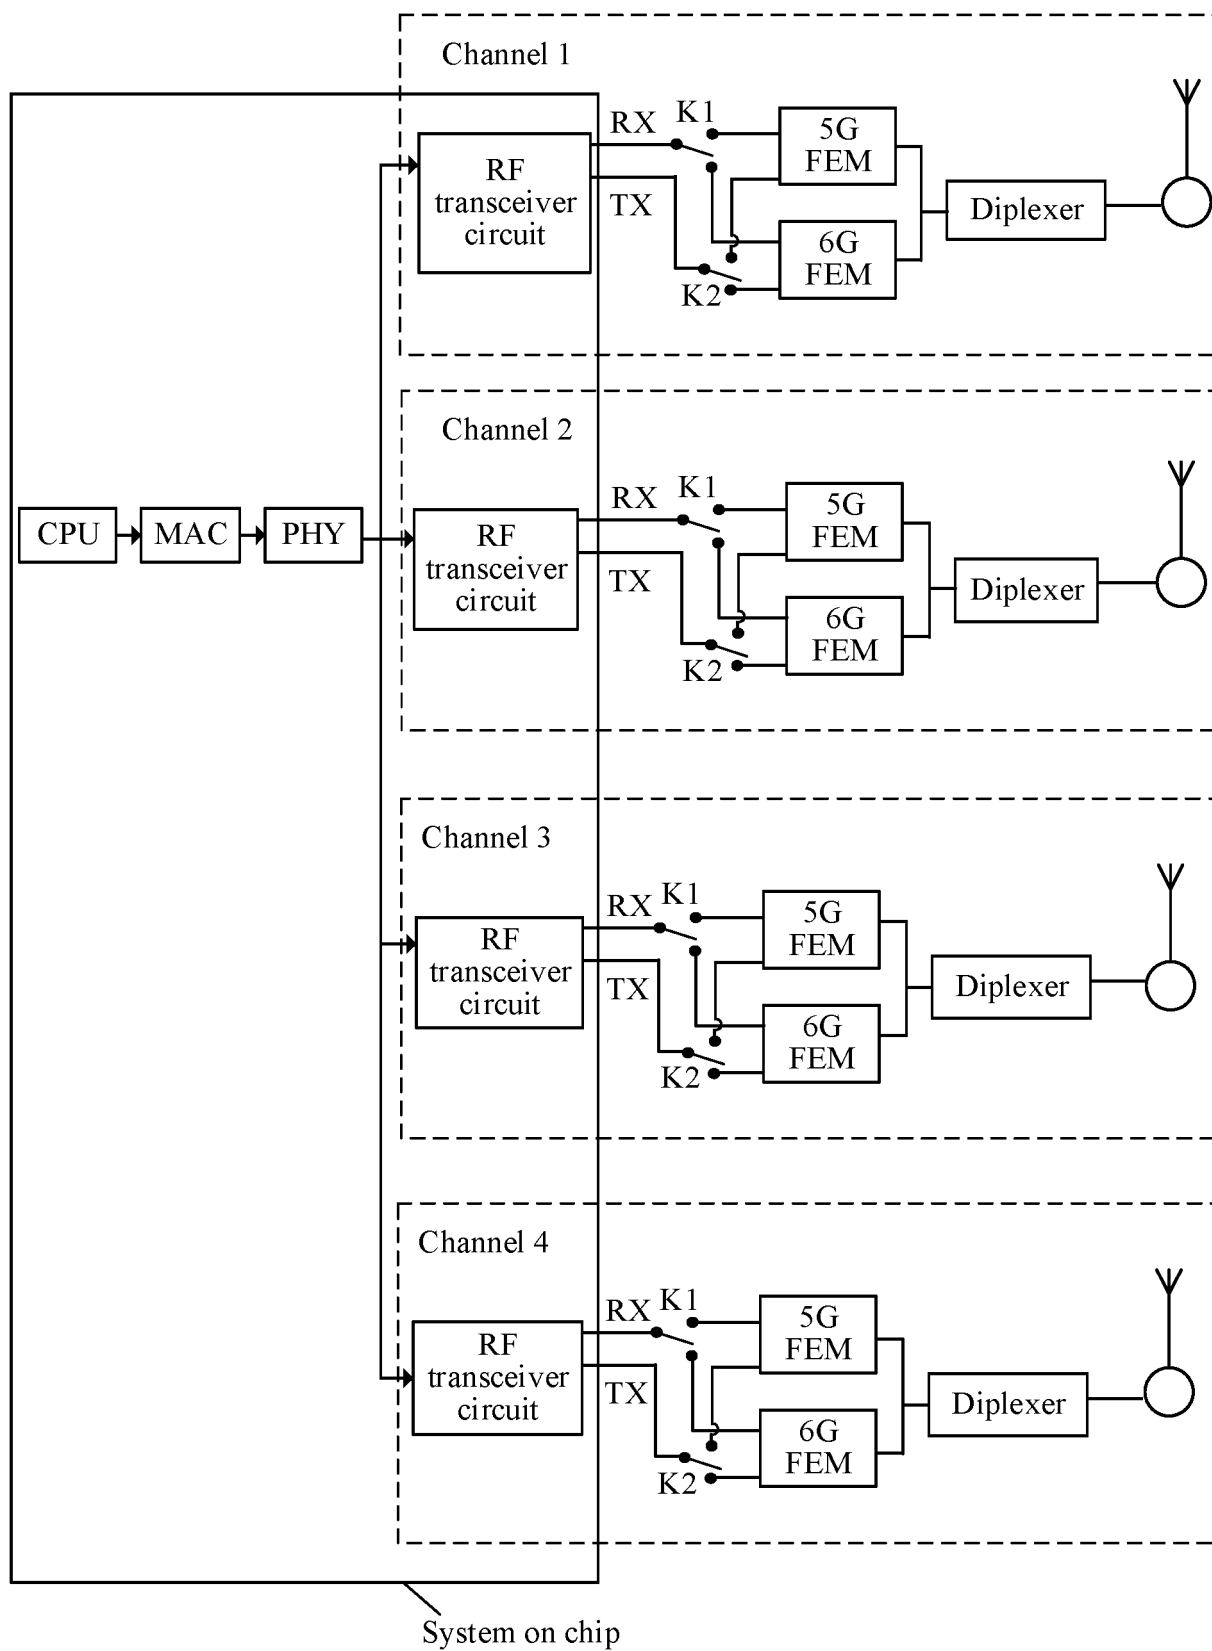 Channel 1
RX
K1
5G
FEM
RF
transceiver
circuit
TX
Diplexer
6G
FEM
K2
Channel 2
RX
K1
5G
FEM
CPU
MAC
PHY
RF
transceiver
circuit
TX
Diplexer
6G
FEM
K2
Channel 3
RX
K1
5G
FEM
RF
transceiver
circuit
TX
Diplexer
6G
FEM
K2
Channel 4
RX
K1
5G
FEM
RF
transceiver
circuit
TX
Diplexer
6G
FEM
K2
System on chip